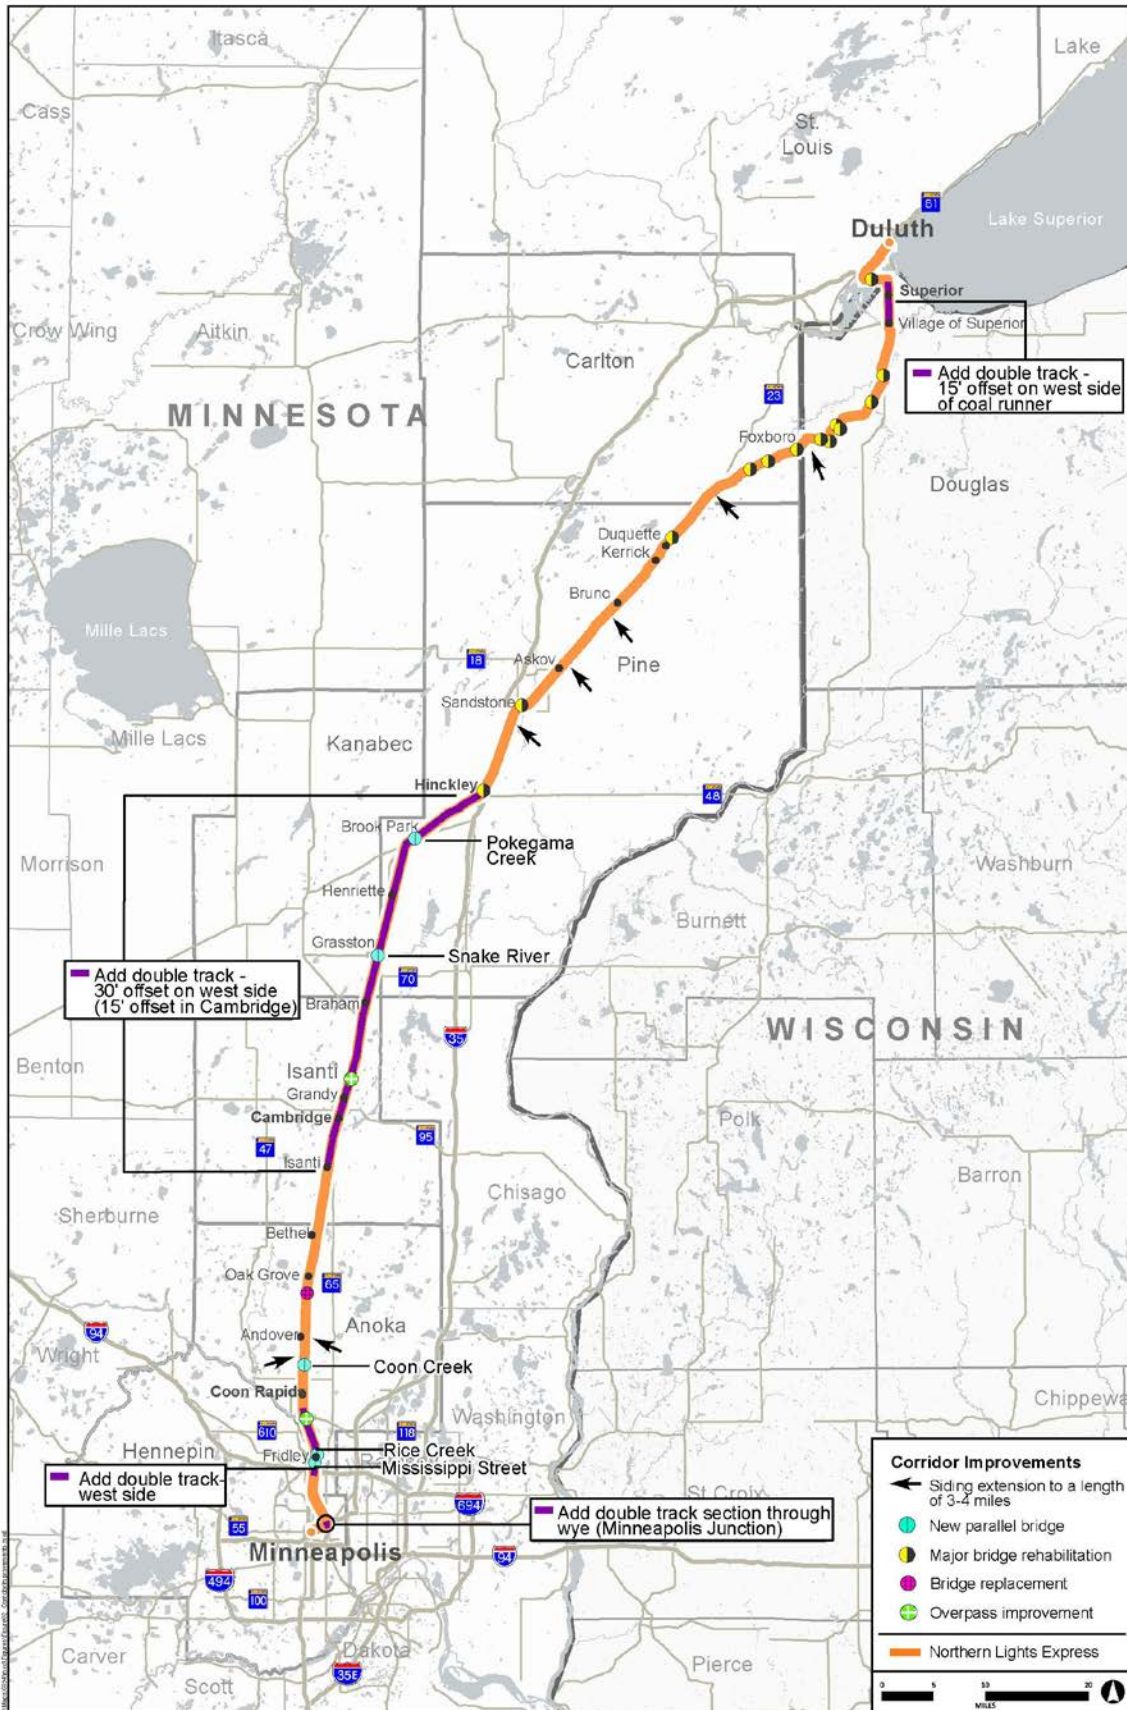 Itasca
Lake
Cass
St.
Louis
61
Duluth
Lake Superior
Superior
Crow Wing
Aitkin
Village of Superior
Carlton
Add double track -
15' offset on west side
of coal runner
23
MINNESOTA
Foxboro
Douglas
Duquette
Kerrick
Bruno
Mille Lacs
18
Askov
Pine
Sandstone
Mille Lacs
Kanabec
Hinckley
48
Brook Park
Pokegama
Creek
Morrison
Washburn
Henriette
Burnett
Grasston
Snake River
Add double track -
30' offset on west side
(15' offset in Cambridge)
70
Braham
WISCONSIN
35
Benton
Isanti
Grandy
Cambridge
Polk
47
95
Isanti
Barron
Chisago
Sherburne
Bethel
Oak Grove
65
94
Andover
Anoka
Wright
Coon Creek
Coon Rapids
Chippewa
Washington
610
118
Hennepin
Fridley
Rice Creek
Mississippi Street
Add double track-
west side
St. Croix
694
Add double track section through
wye (Minneapolis Junction)
55
Minneapolis
94
494
100
Dakota
Carver
35E
Scott
Pierce
Corridor Improvements
Siding extension to a length
of 3-4 miles
New parallel bridge
Major bridge rehabilitation
Bridge replacement
Overpass improvement
Northern Lights Express
0 5 10 20
MILES